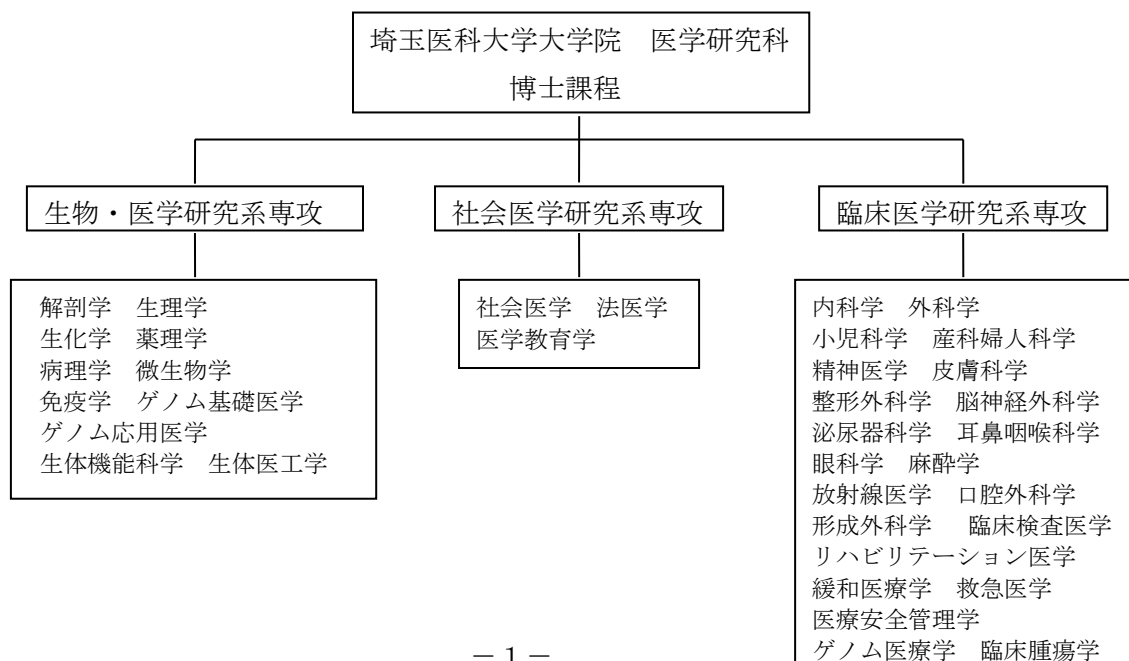 埼玉医科大学大学院　医学研究科
博士課程
生物・医学研究系専攻
社会医学研究系専攻
臨床医学研究系専攻
解剖学　生理学
生化学　薬理学
病理学　微生物学
免疫学　ゲノム基礎医学
ゲノム応用医学
生体機能科学　生体医工学
社会医学　法医学
医学教育学
内科学　外科学
小児科学　産科婦人科学
精神医学　皮膚科学
整形外科学　脳神経外科学
泌尿器科学　耳鼻咽喉科学
眼科学　麻酔学
放射線医学　口腔外科学
形成外科学　臨床検査医学
リハビリテーション医学
緩和医療学　救急医学
医療安全管理学
ゲノム医療学　臨床腫瘍学
－1－